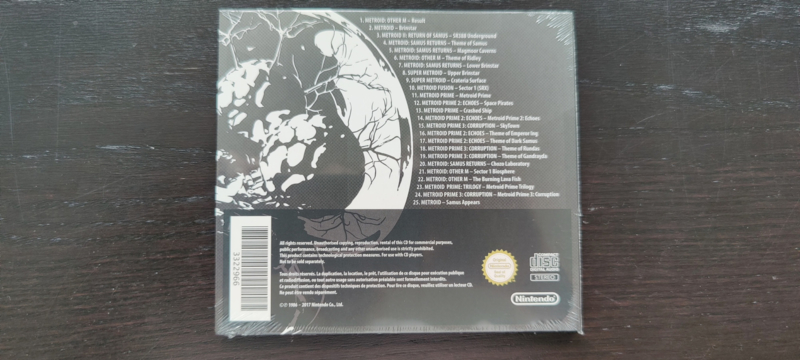 1. METROID: OTHER M – Result
2. METROID – Brinstar
3. METROID II: RETURN OF SAMUS – SR388 Underground
4. METROID: SAMUS RETURNS – Theme of Samus
5. METROID: SAMUS RETURNS – Magmoor Caverns
6. METROID: OTHER M – Theme of Ridley
7. METROID: SAMUS RETURNS – Lower Brinstar
8. SUPER METROID – Upper Brinstar
9. SUPER METROID – Crateria Surface
10. METROID FUSION – Sector 1 (SRX)
11. METROID PRIME – Metroid Prime
12. METROID PRIME 2: ECHOES – Space Pirates
13. METROID PRIME – Crashed Ship
14. METROID PRIME 2: ECHOES – Metroid Prime 2: Echoes
15. METROID PRIME 3: CORRUPTION – SkyTown
16. METROID PRIME 2: ECHOES – Theme of Emperor Ing
17. METROID PRIME 2: ECHOES – Theme of Dark Samus
18. METROID PRIME 3: CORRUPTION – Theme of Rundas
19. METROID PRIME 3: CORRUPTION – Theme of Gandrayda
20. METROID: SAMUS RETURNS – Chozo Laboratory
21. METROID: OTHER M – Sector 1 Biosphere
22. METROID: OTHER M – The Burning Lava Fish
23. METROID PRIME: TRILOGY – Metroid Prime Trilogy
24. METROID PRIME 3: CORRUPTION – Metroid Prime 3: Corruption
25. METROID – Samus Appears
All rights reserved. Unauthorised copying, reproduction, rental of this CD for commercial purposes,
public performance, broadcasting and any other unauthorised use is strictly prohibited.
This product contains technological protection measures. For use with CD players.
Not to be sold separately.
Tous droits réservés. La duplication, la location, le prêt, l'utilisation de ce disque pour exécution publique
et radiodiffusion, ou tout autre usage sans autorisation préalable sont formellement interdits.
Ce produit contient des dispositifs techniques de protection. Pour lire ce disque, veuillez utiliser un lecteur CD.
Ne peut être vendu séparément.
© 1986 – 2017 Nintendo Co., Ltd.
3322966
Original
Nintendo
COMPACT
disc
DIGITAL AUDIO
STEREO
Nintendo